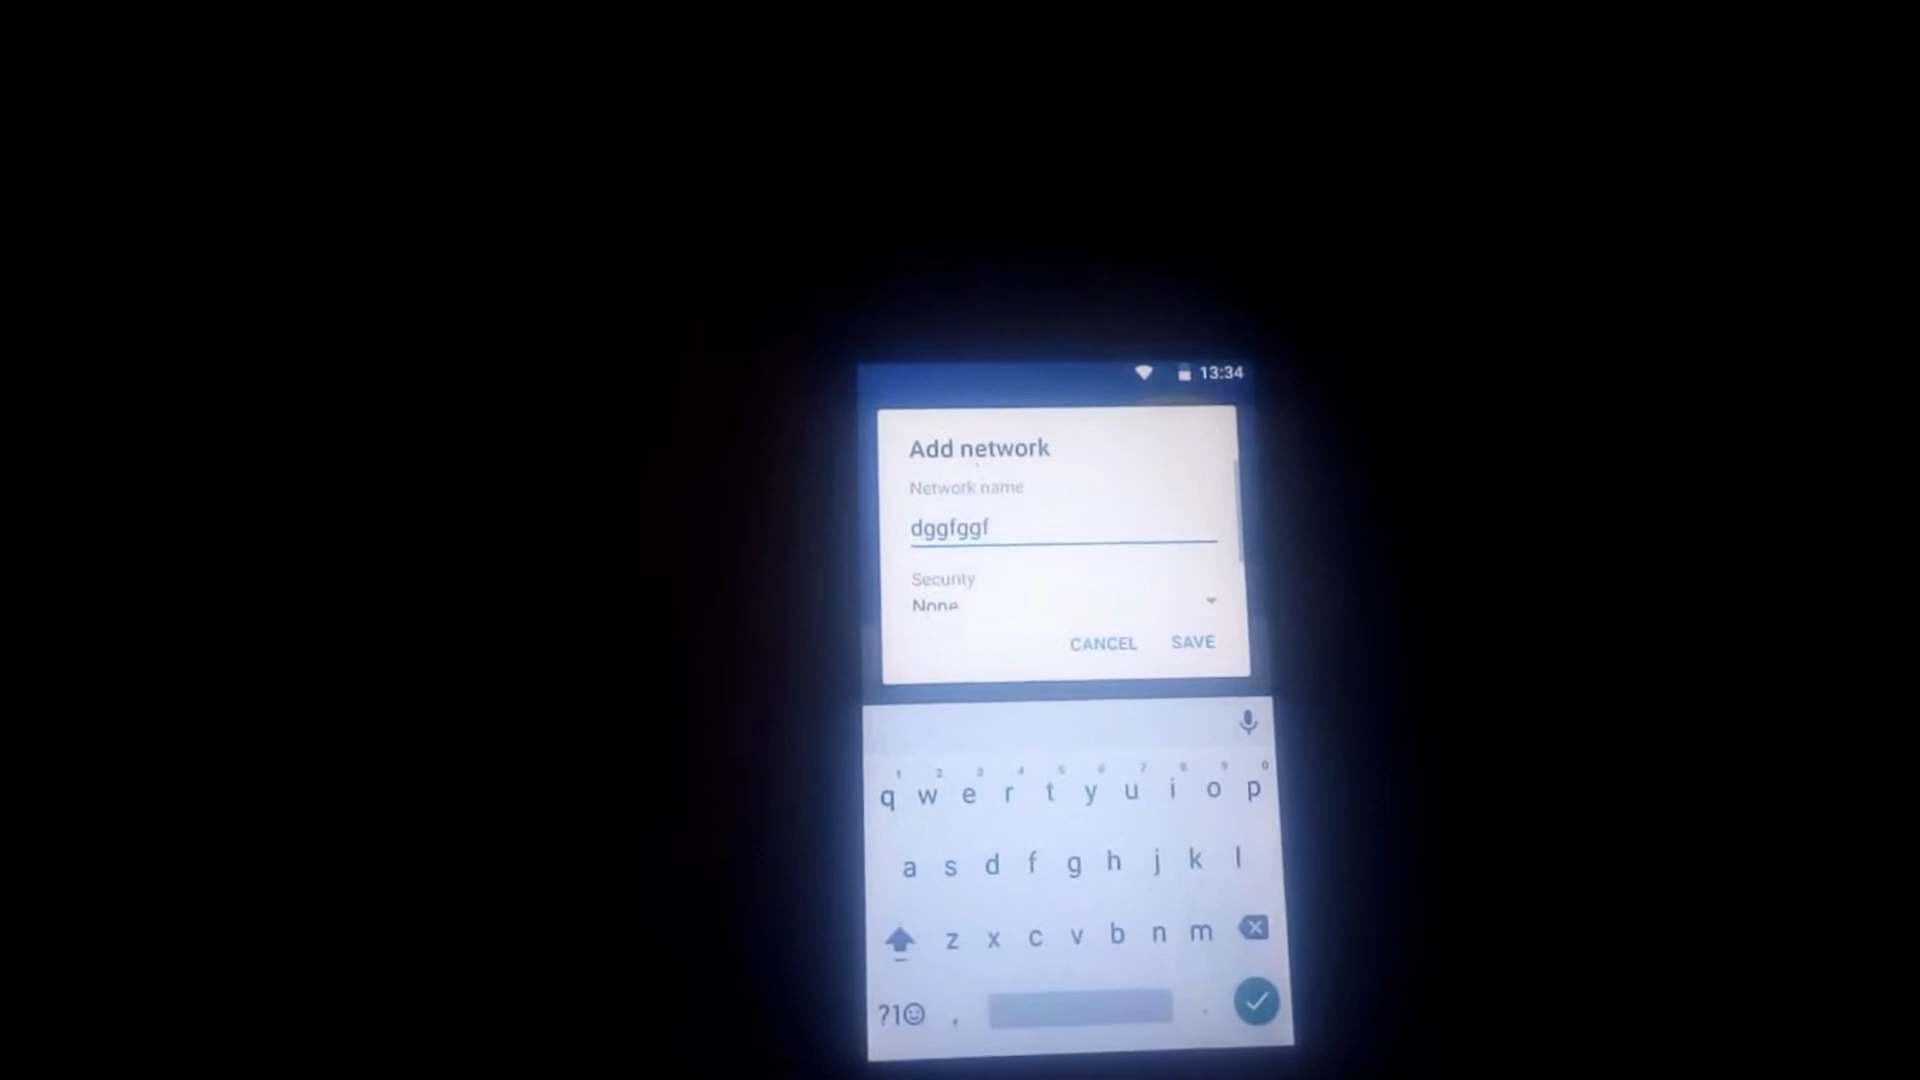 13:34
Add network
Network name
dggfggf
Security
None
CANCEL SAVE
1 2 3 4 5 6 7 8 9 0
q w e r t y u i o p
a s d f g h j k l
z x c v b n m
?1☺ , .